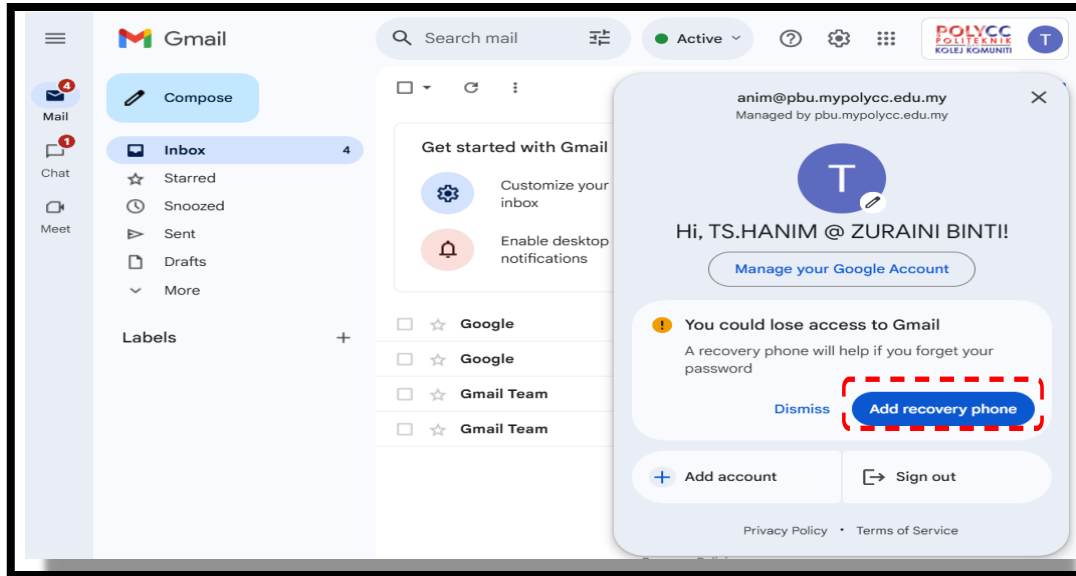 Gmail
Search mail
Active
POLYCC
POLITEKNIK
KOLEJ KOMUNITI
T
4
Mail
1
Chat
Meet
Compose
Inbox 4
Starred
Snoozed
Sent
Drafts
More
Labels
Get started with Gmail
Customize your
inbox
Enable desktop
notifications
Google
Google
Gmail Team
Gmail Team
anim@pbu.mypolycc.edu.my
Managed by pbu.mypolycc.edu.my
T
Hi, TS.HANIM @ ZURAINI BINTI!
Manage your Google Account
You could lose access to Gmail
A recovery phone will help if you forget your
password
Dismiss Add recovery phone
Add account Sign out
Privacy Policy • Terms of Service